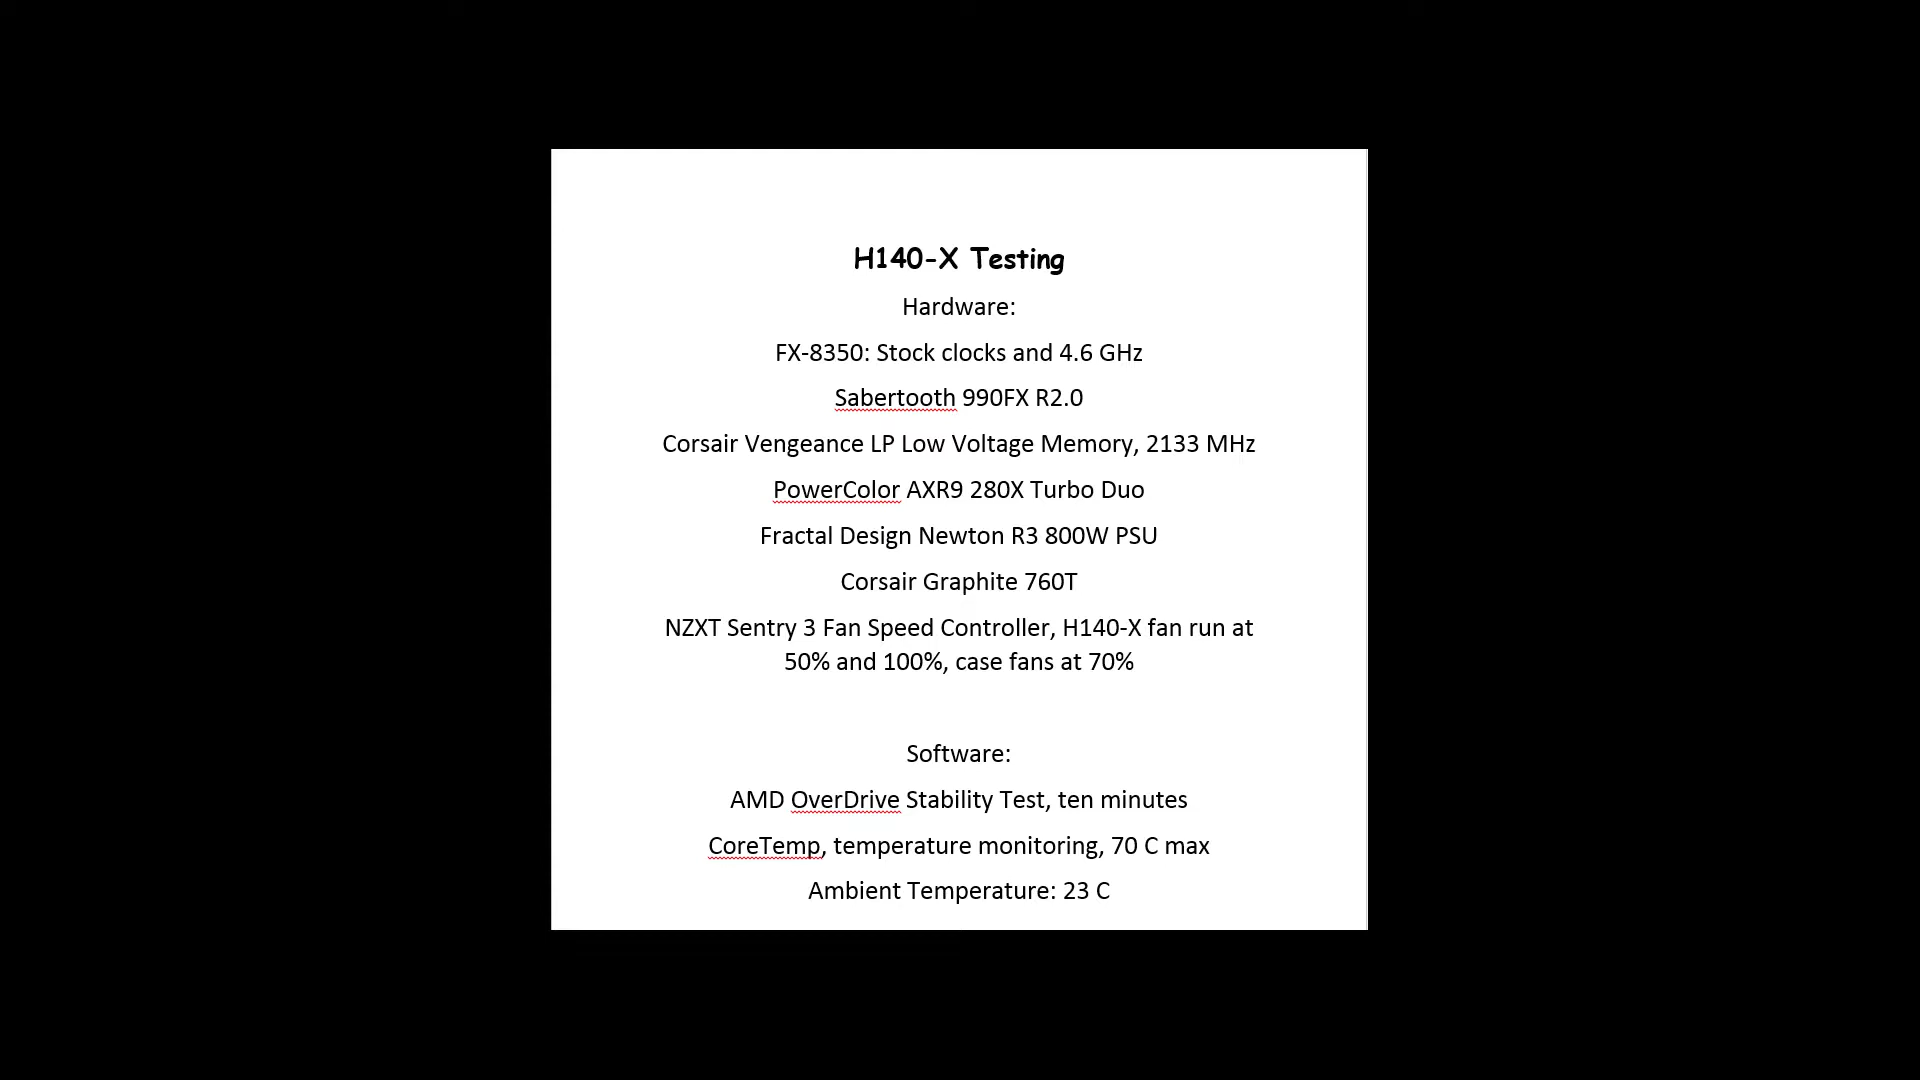 H140-X Testing
Hardware:
FX-8350: Stock clocks and 4.6 GHz
Sabertooth 990FX R2.0
Corsair Vengeance LP Low Voltage Memory, 2133 MHz
PowerColor AXR9 280X Turbo Duo
Fractal Design Newton R3 800W PSU
Corsair Graphite 760T
NZXT Sentry 3 Fan Speed Controller, H140-X fan run at
50% and 100%, case fans at 70%
Software:
AMD OverDrive Stability Test, ten minutes
CoreTemp, temperature monitoring, 70 C max
Ambient Temperature: 23 C